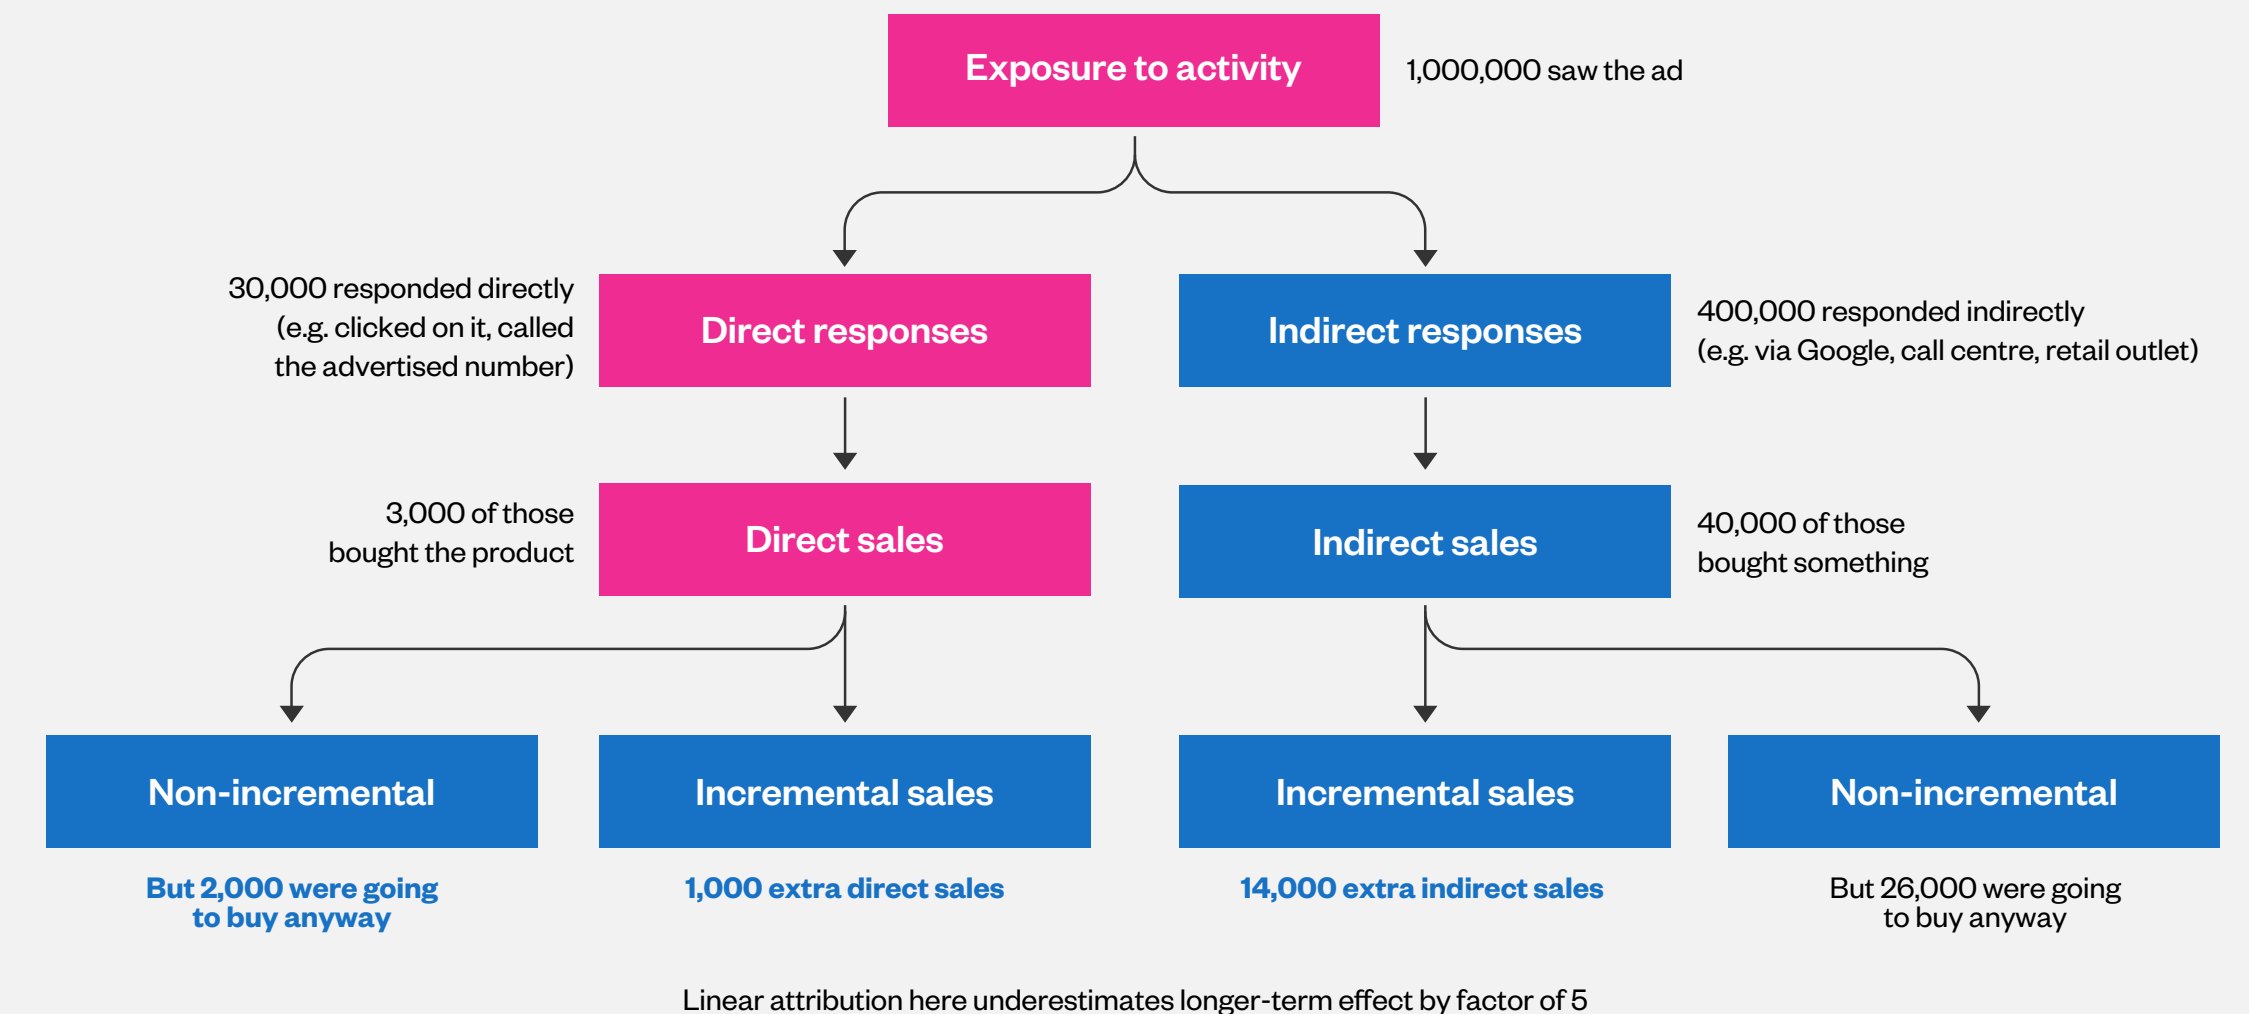 Exposure to activity
1,000,000 saw the ad
30,000 responded directly
(e.g. clicked on it, called
the advertised number)
Direct responses
Indirect responses
400,000 responded indirectly
(e.g. via Google, call centre, retail outlet)
3,000 of those
bought the product
Direct sales
Indirect sales
40,000 of those
bought something
Non-incremental
Incremental sales
Incremental sales
Non-incremental
But 2,000 were going
to buy anyway
1,000 extra direct sales
14,000 extra indirect sales
But 26,000 were going
to buy anyway
Linear attribution here underestimates longer-term effect by factor of 5